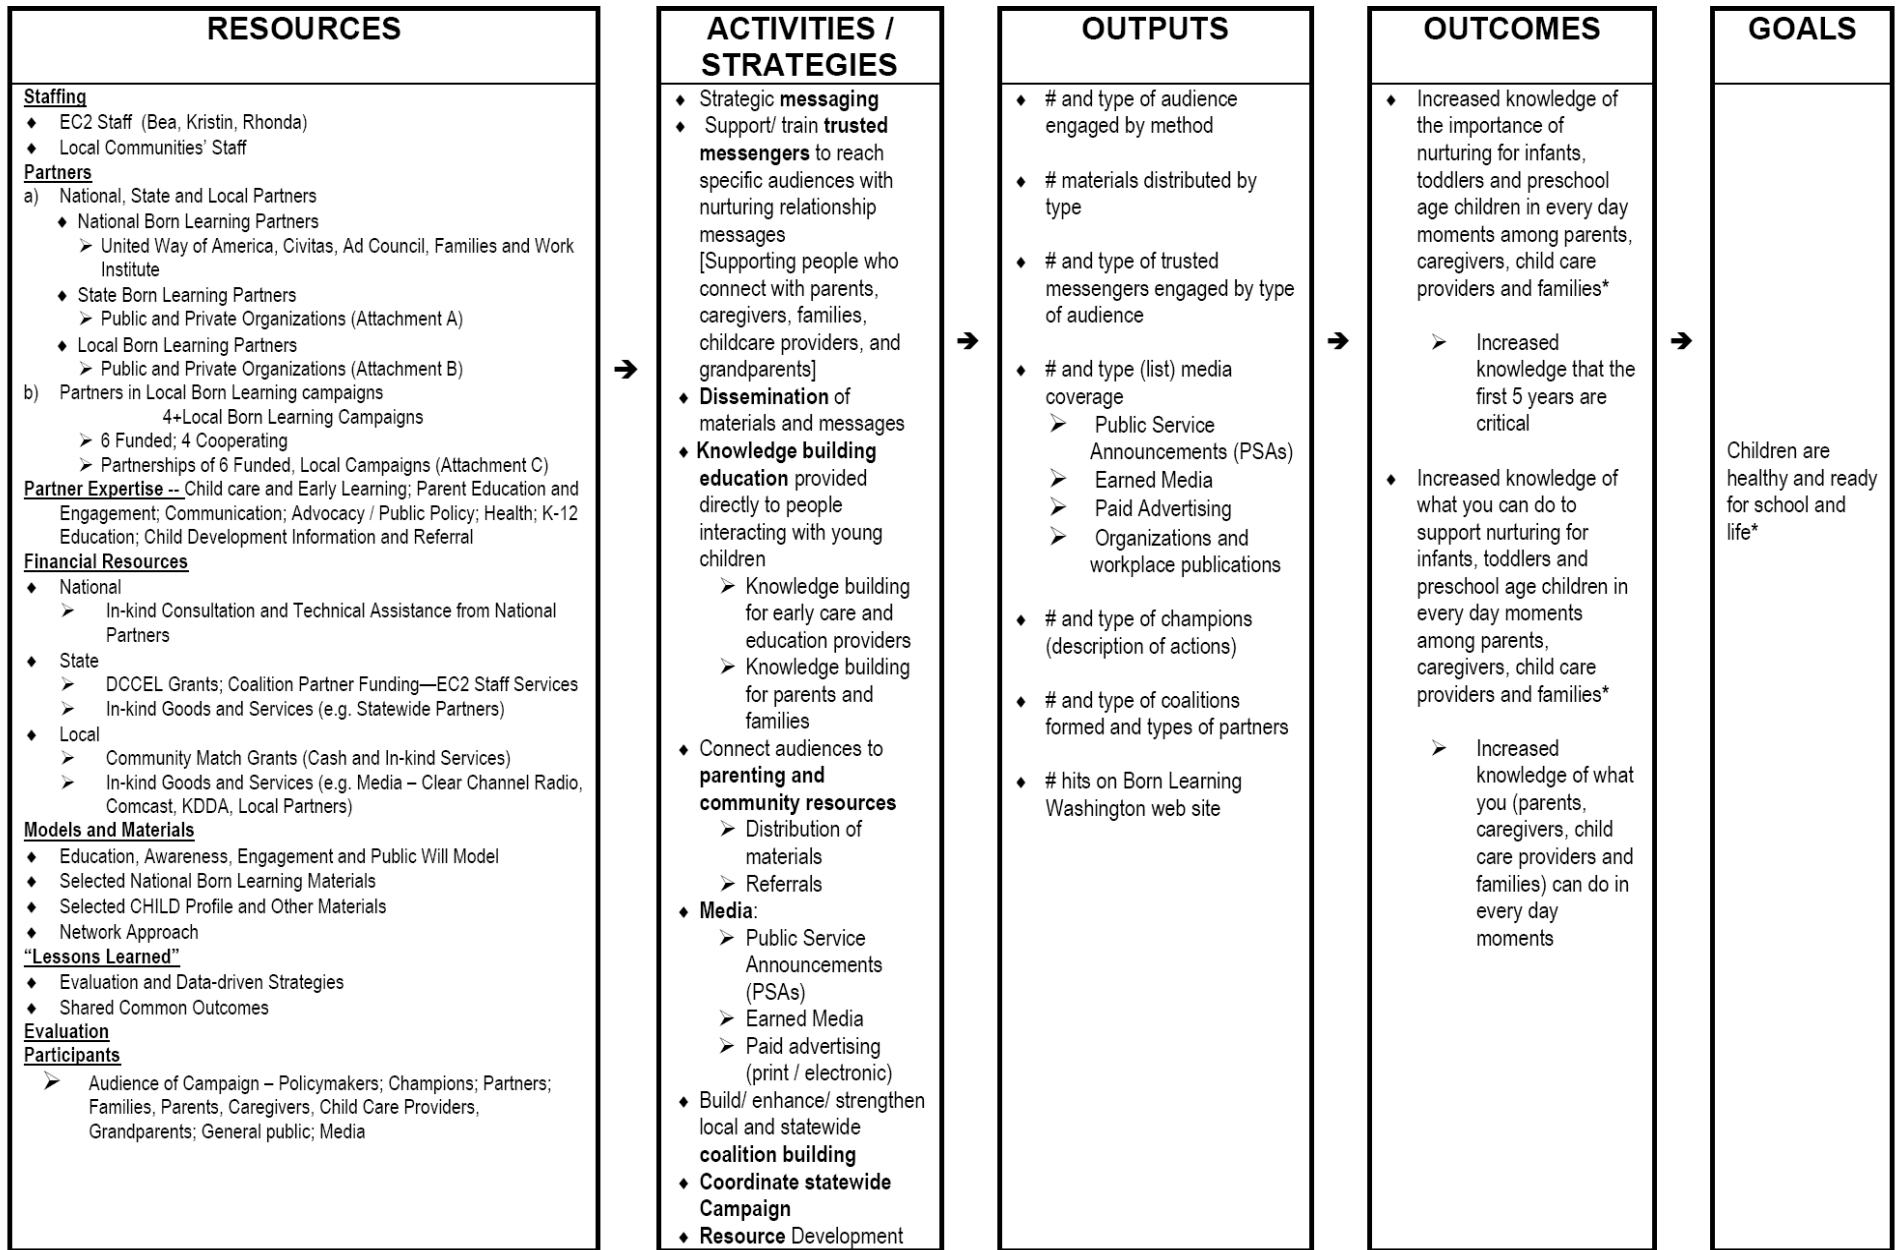 RESOURCES
Staffing
♦ EC2 Staff (Bea, Kristin, Rhonda)
♦ Local Communities' Staff
Partners
a) National, State and Local Partners
♦ National Born Learning Partners
➢ United Way of America, Civitas, Ad Council, Families and Work
Institute
♦ State Born Learning Partners
➢ Public and Private Organizations (Attachment A)
♦ Local Born Learning Partners
➢ Public and Private Organizations (Attachment B)
b) Partners in Local Born Learning campaigns
4+Local Born Learning Campaigns
➢ 6 Funded; 4 Cooperating
➢ Partnerships of 6 Funded, Local Campaigns (Attachment C)
Partner Expertise -- Child care and Early Learning; Parent Education and
Engagement; Communication; Advocacy / Public Policy; Health; K-12
Education; Child Development Information and Referral
Financial Resources
♦ National
➢ In-kind Consultation and Technical Assistance from National
Partners
♦ State
➢ DCCEL Grants; Coalition Partner Funding—EC2 Staff Services
➢ In-kind Goods and Services (e.g. Statewide Partners)
♦ Local
➢ Community Match Grants (Cash and In-kind Services)
➢ In-kind Goods and Services (e.g. Media – Clear Channel Radio,
Comcast, KDDA, Local Partners)
Models and Materials
♦ Education, Awareness, Engagement and Public Will Model
♦ Selected National Born Learning Materials
♦ Selected CHILD Profile and Other Materials
♦ Network Approach
“Lessons Learned”
♦ Evaluation and Data-driven Strategies
♦ Shared Common Outcomes
Evaluation
Participants
➢ Audience of Campaign – Policymakers; Champions; Partners;
Families, Parents, Caregivers, Child Care Providers,
Grandparents; General public; Media
➔
ACTIVITIES /
STRATEGIES
♦ Strategic messaging
♦ Support/ train trusted
messengers to reach
specific audiences with
nurturing relationship
messages
[Supporting people who
connect with parents,
caregivers, families,
childcare providers, and
grandparents]
♦ Dissemination of
materials and messages
♦ Knowledge building
education provided
directly to people
interacting with young
children
➢ Knowledge building
for early care and
education providers
➢ Knowledge building
for parents and
families
♦ Connect audiences to
parenting and
community resources
➢ Distribution of
materials
➢ Referrals
♦ Media:
➢ Public Service
Announcements
(PSAs)
➢ Earned Media
➢ Paid advertising
(print / electronic)
♦ Build/ enhance/ strengthen
local and statewide
coalition building
♦ Coordinate statewide
Campaign
♦ Resource Development
➔
OUTPUTS
♦ # and type of audience
engaged by method
♦ # materials distributed by
type
♦ # and type of trusted
messengers engaged by type
of audience
♦ # and type (list) media
coverage
➢ Public Service
Announcements (PSAs)
➢ Earned Media
➢ Paid Advertising
➢ Organizations and
workplace publications
♦ # and type of champions
(description of actions)
♦ # and type of coalitions
formed and types of partners
♦ # hits on Born Learning
Washington web site
➔
OUTCOMES
♦ Increased knowledge of
the importance of
nurturing for infants,
toddlers and preschool
age children in every day
moments among parents,
caregivers, child care
providers and families*
➢ Increased
knowledge that the
first 5 years are
critical
♦ Increased knowledge of
what you can do to
support nurturing for
infants, toddlers and
preschool age children in
every day moments
among parents,
caregivers, child care
providers and families*
➢ Increased
knowledge of what
you (parents,
caregivers, child
care providers and
families) can do in
every day
moments
➔
GOALS
Children are
healthy and ready
for school and
life*